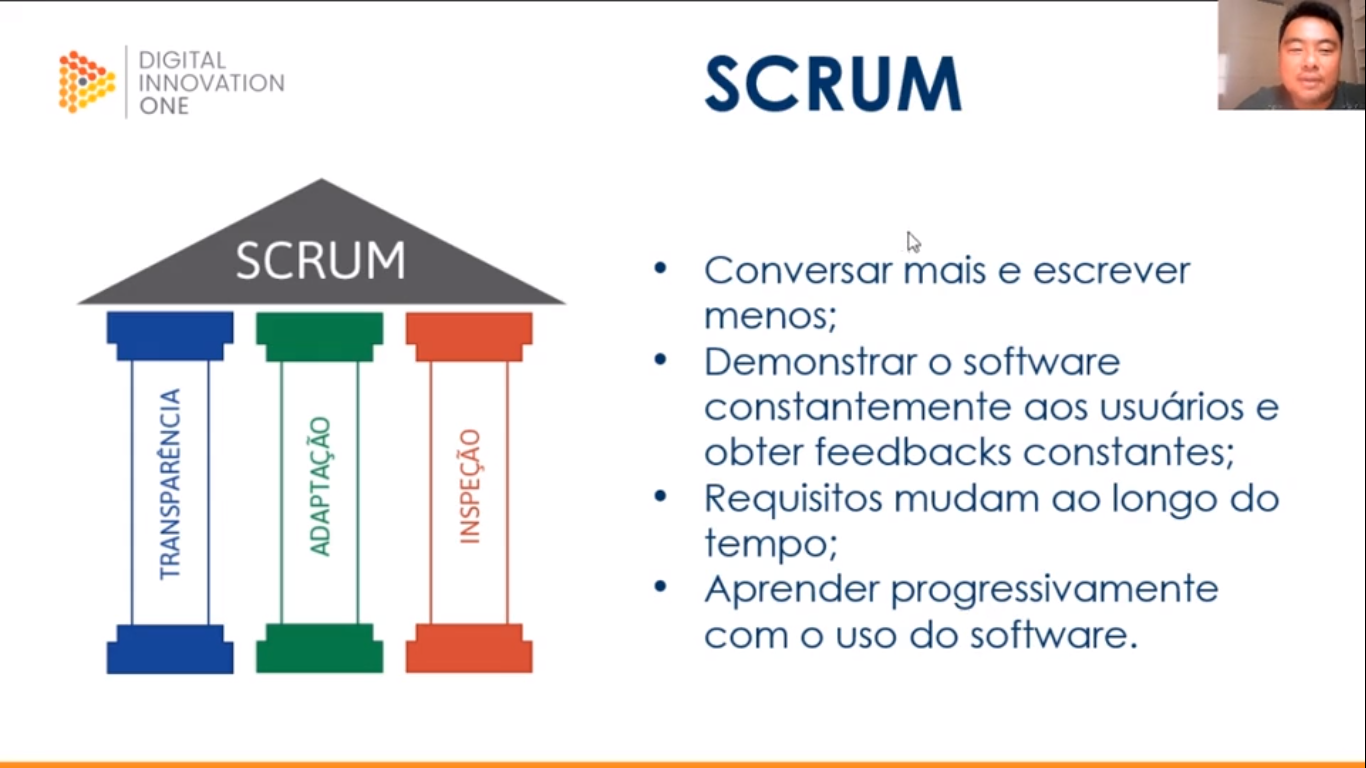 DIGITAL
INNOVATION
ONE
SCRUM
SCRUM
TRANSPARÊNCIA
ADAPTAÇÃO
INSPEÇÃO
• Conversar mais e escrever
menos;
• Demonstrar o software
constantemente aos usuários e
obter feedbacks constantes;
• Requisitos mudam ao longo do
tempo;
• Aprender progressivamente
com o uso do software.